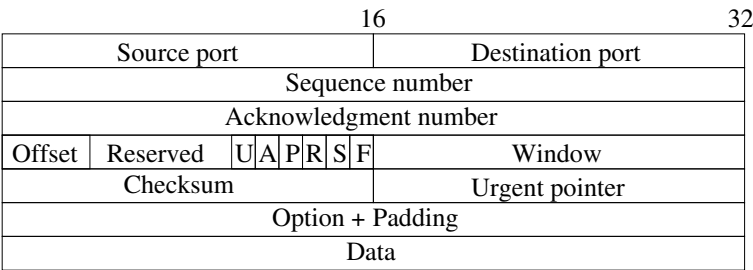 16 32
Source port Destination port
Sequence number
Acknowledgment number
Offset Reserved U A P R S F Window
Checksum Urgent pointer
Option + Padding
Data